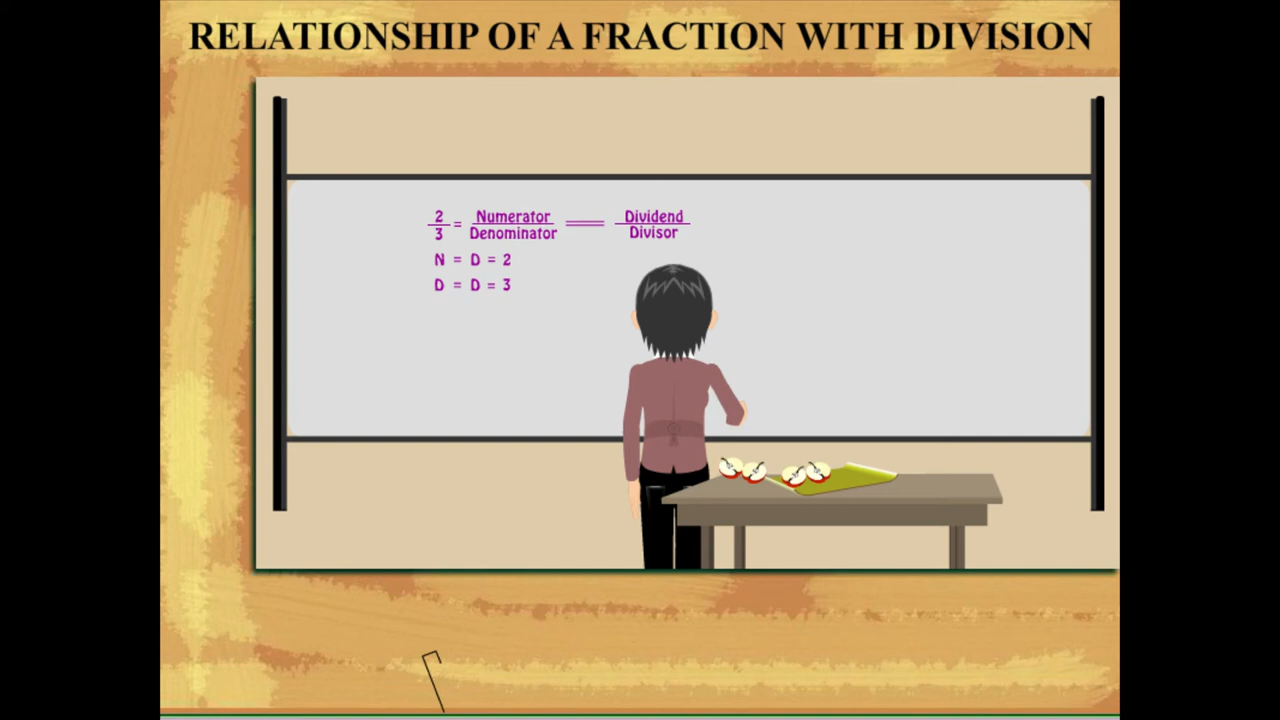 RELATIONSHIP OF A FRACTION WITH DIVISION
2/3 = Numerator/Denominator = Dividend/Divisor
N = D = 2
D = D = 3